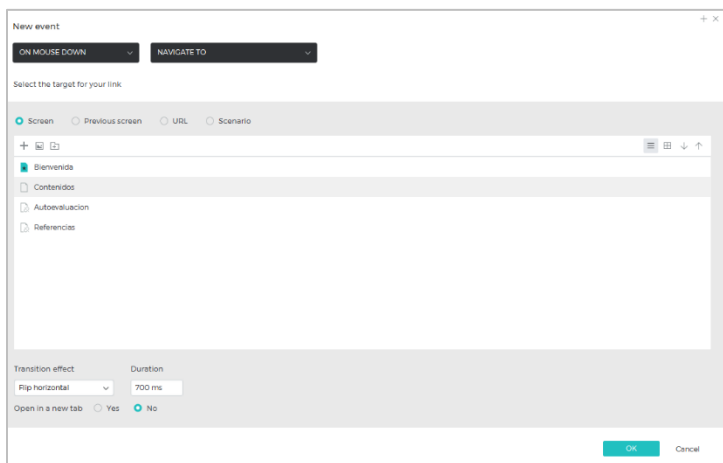 New event
ON MOUSE DOWN NAVIGATE TO
Select the target for your link
Screen Previous screen URL Scenario
Bienvenida
Contenidos
Autoevaluacion
Referencias
Transition effect Duration
Flip horizontal 700 ms
Open in a new tab Yes No
OK Cancel